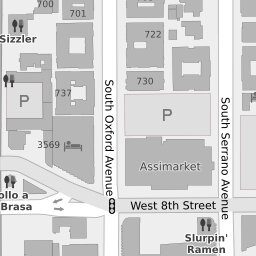 700
701
Sizzler
722
730
737
P
P
South Oxford Avenue
South Serrano Avenue
3569
Assimarket
ollo a
Brasa
West 8th Street
Slurpin'
Ramen